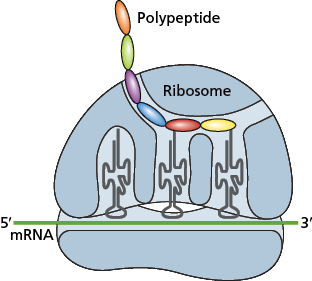 Polypeptide
Ribosome
5′ 3′
mRNA